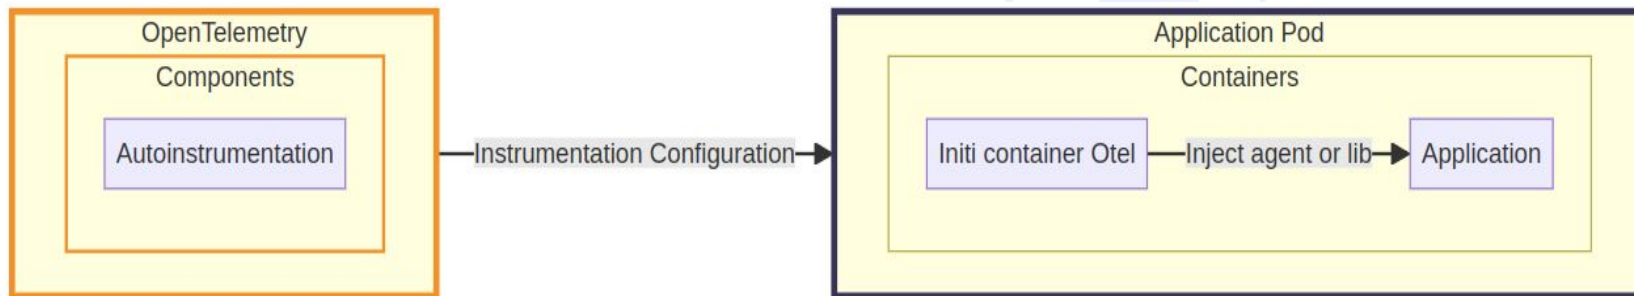 OpenTelemetry
Components
Autoinstrumentation
Instrumentation Configuration
Application Pod
Containers
Initi container Otel
Inject agent or lib
Application